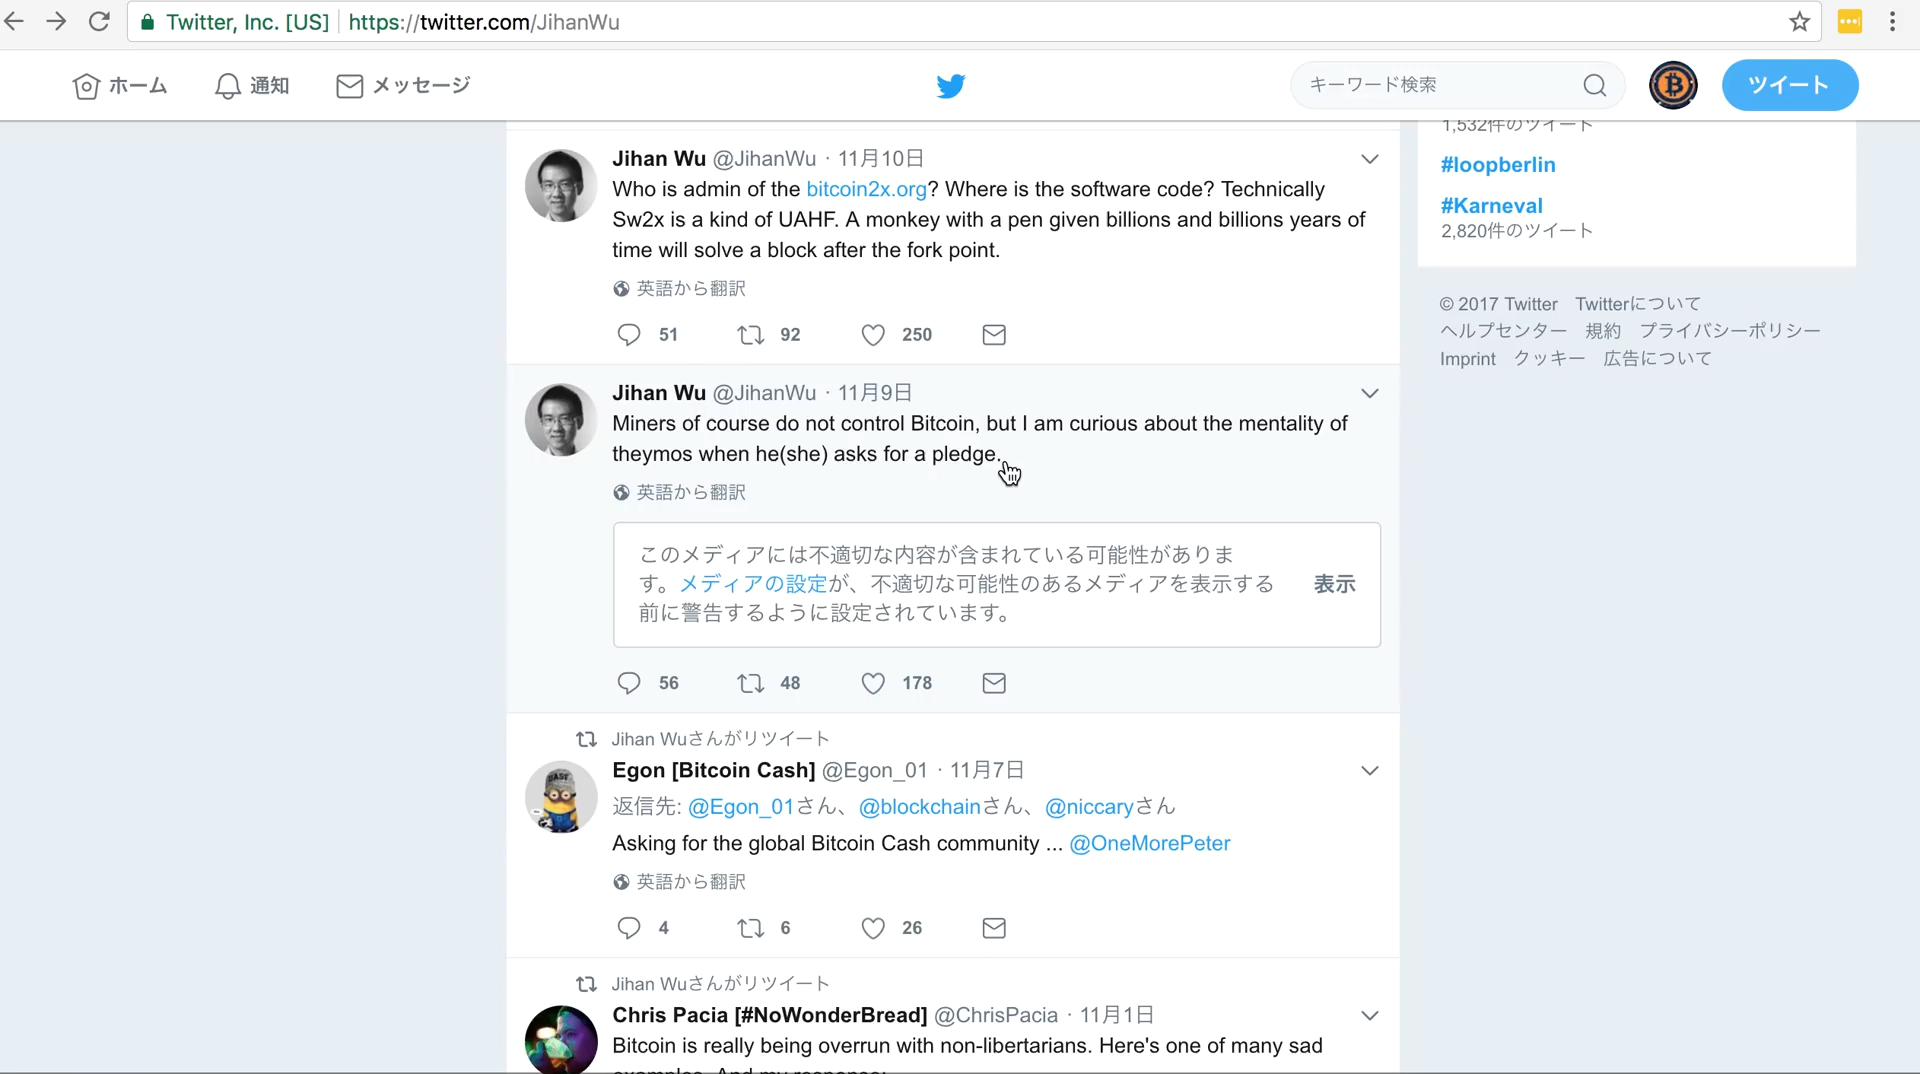 Twitter, Inc. [US] https://twitter.com/JihanWu
ホーム 通知 メッセージ キーワード検索 ツイート
1,532件のツイート
#loopberlin
#Karneval
2,820件のツイート
© 2017 Twitter Twitterについて
ヘルプセンター 規約 プライバシーポリシー
Imprint クッキー 広告について
Jihan Wu @JihanWu · 11月10日
Who is admin of the bitcoin2x.org? Where is the software code? Technically
Sw2x is a kind of UAHF. A monkey with a pen given billions and billions years of
time will solve a block after the fork point.
英語から翻訳
51 92 250
Jihan Wu @JihanWu · 11月9日
Miners of course do not control Bitcoin, but I am curious about the mentality of
theymos when he(she) asks for a pledge.
英語から翻訳
このメディアには不適切な内容が含まれている可能性がありま
す。メディアの設定が、不適切な可能性のあるメディアを表示する
前に警告するように設定されています。
表示
56 48 178
Jihan Wuさんがリツイート
Egon [Bitcoin Cash] @Egon_01 · 11月7日
返信先: @Egon_01さん、@blockchainさん、@niccaryさん
Asking for the global Bitcoin Cash community ... @OneMorePeter
英語から翻訳
4 6 26
Jihan Wuさんがリツイート
Chris Pacia [#NoWonderBread] @ChrisPacia · 11月1日
Bitcoin is really being overrun with non-libertarians. Here's one of many sad
examples. And my response: